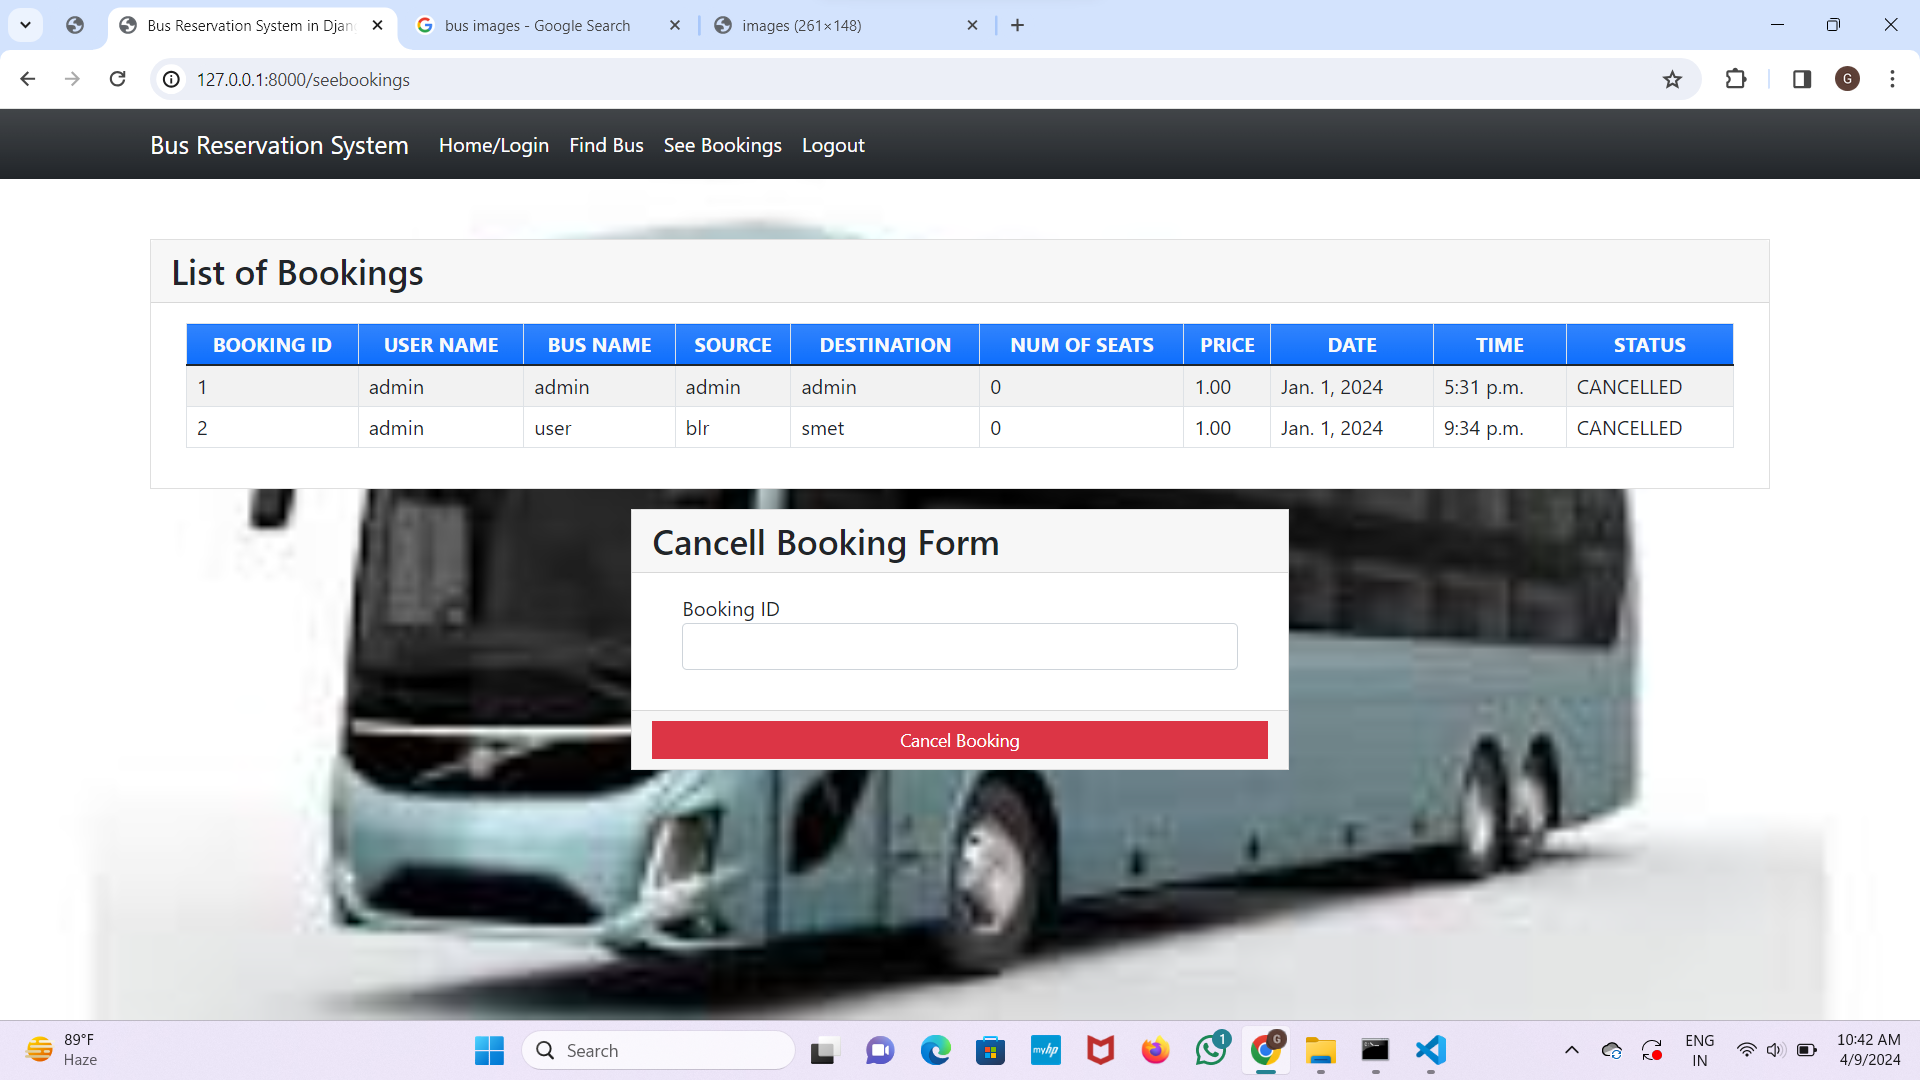 Bus Reservation System in Djan
bus images - Google Search
images (261×148)
127.0.0.1:8000/seebookings
G
Bus Reservation System Home/Login Find Bus See Bookings Logout
List of Bookings
BOOKING ID USER NAME BUS NAME SOURCE DESTINATION NUM OF SEATS PRICE DATE TIME STATUS
1 admin admin admin admin 0 1.00 Jan. 1, 2024 5:31 p.m. CANCELLED
2 admin user blr smet 0 1.00 Jan. 1, 2024 9:34 p.m. CANCELLED
Cancell Booking Form
Booking ID
Cancel Booking
89°F
Haze
Search
myhp
1
G
ENG
IN
10:42 AM
4/9/2024